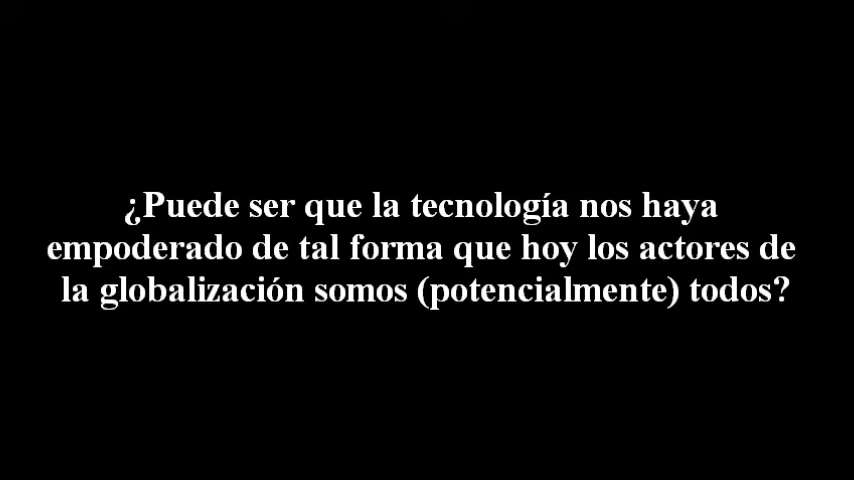 ¿Puede ser que la tecnología nos haya
empoderado de tal forma que hoy los actores de
la globalización somos (potencialmente) todos?